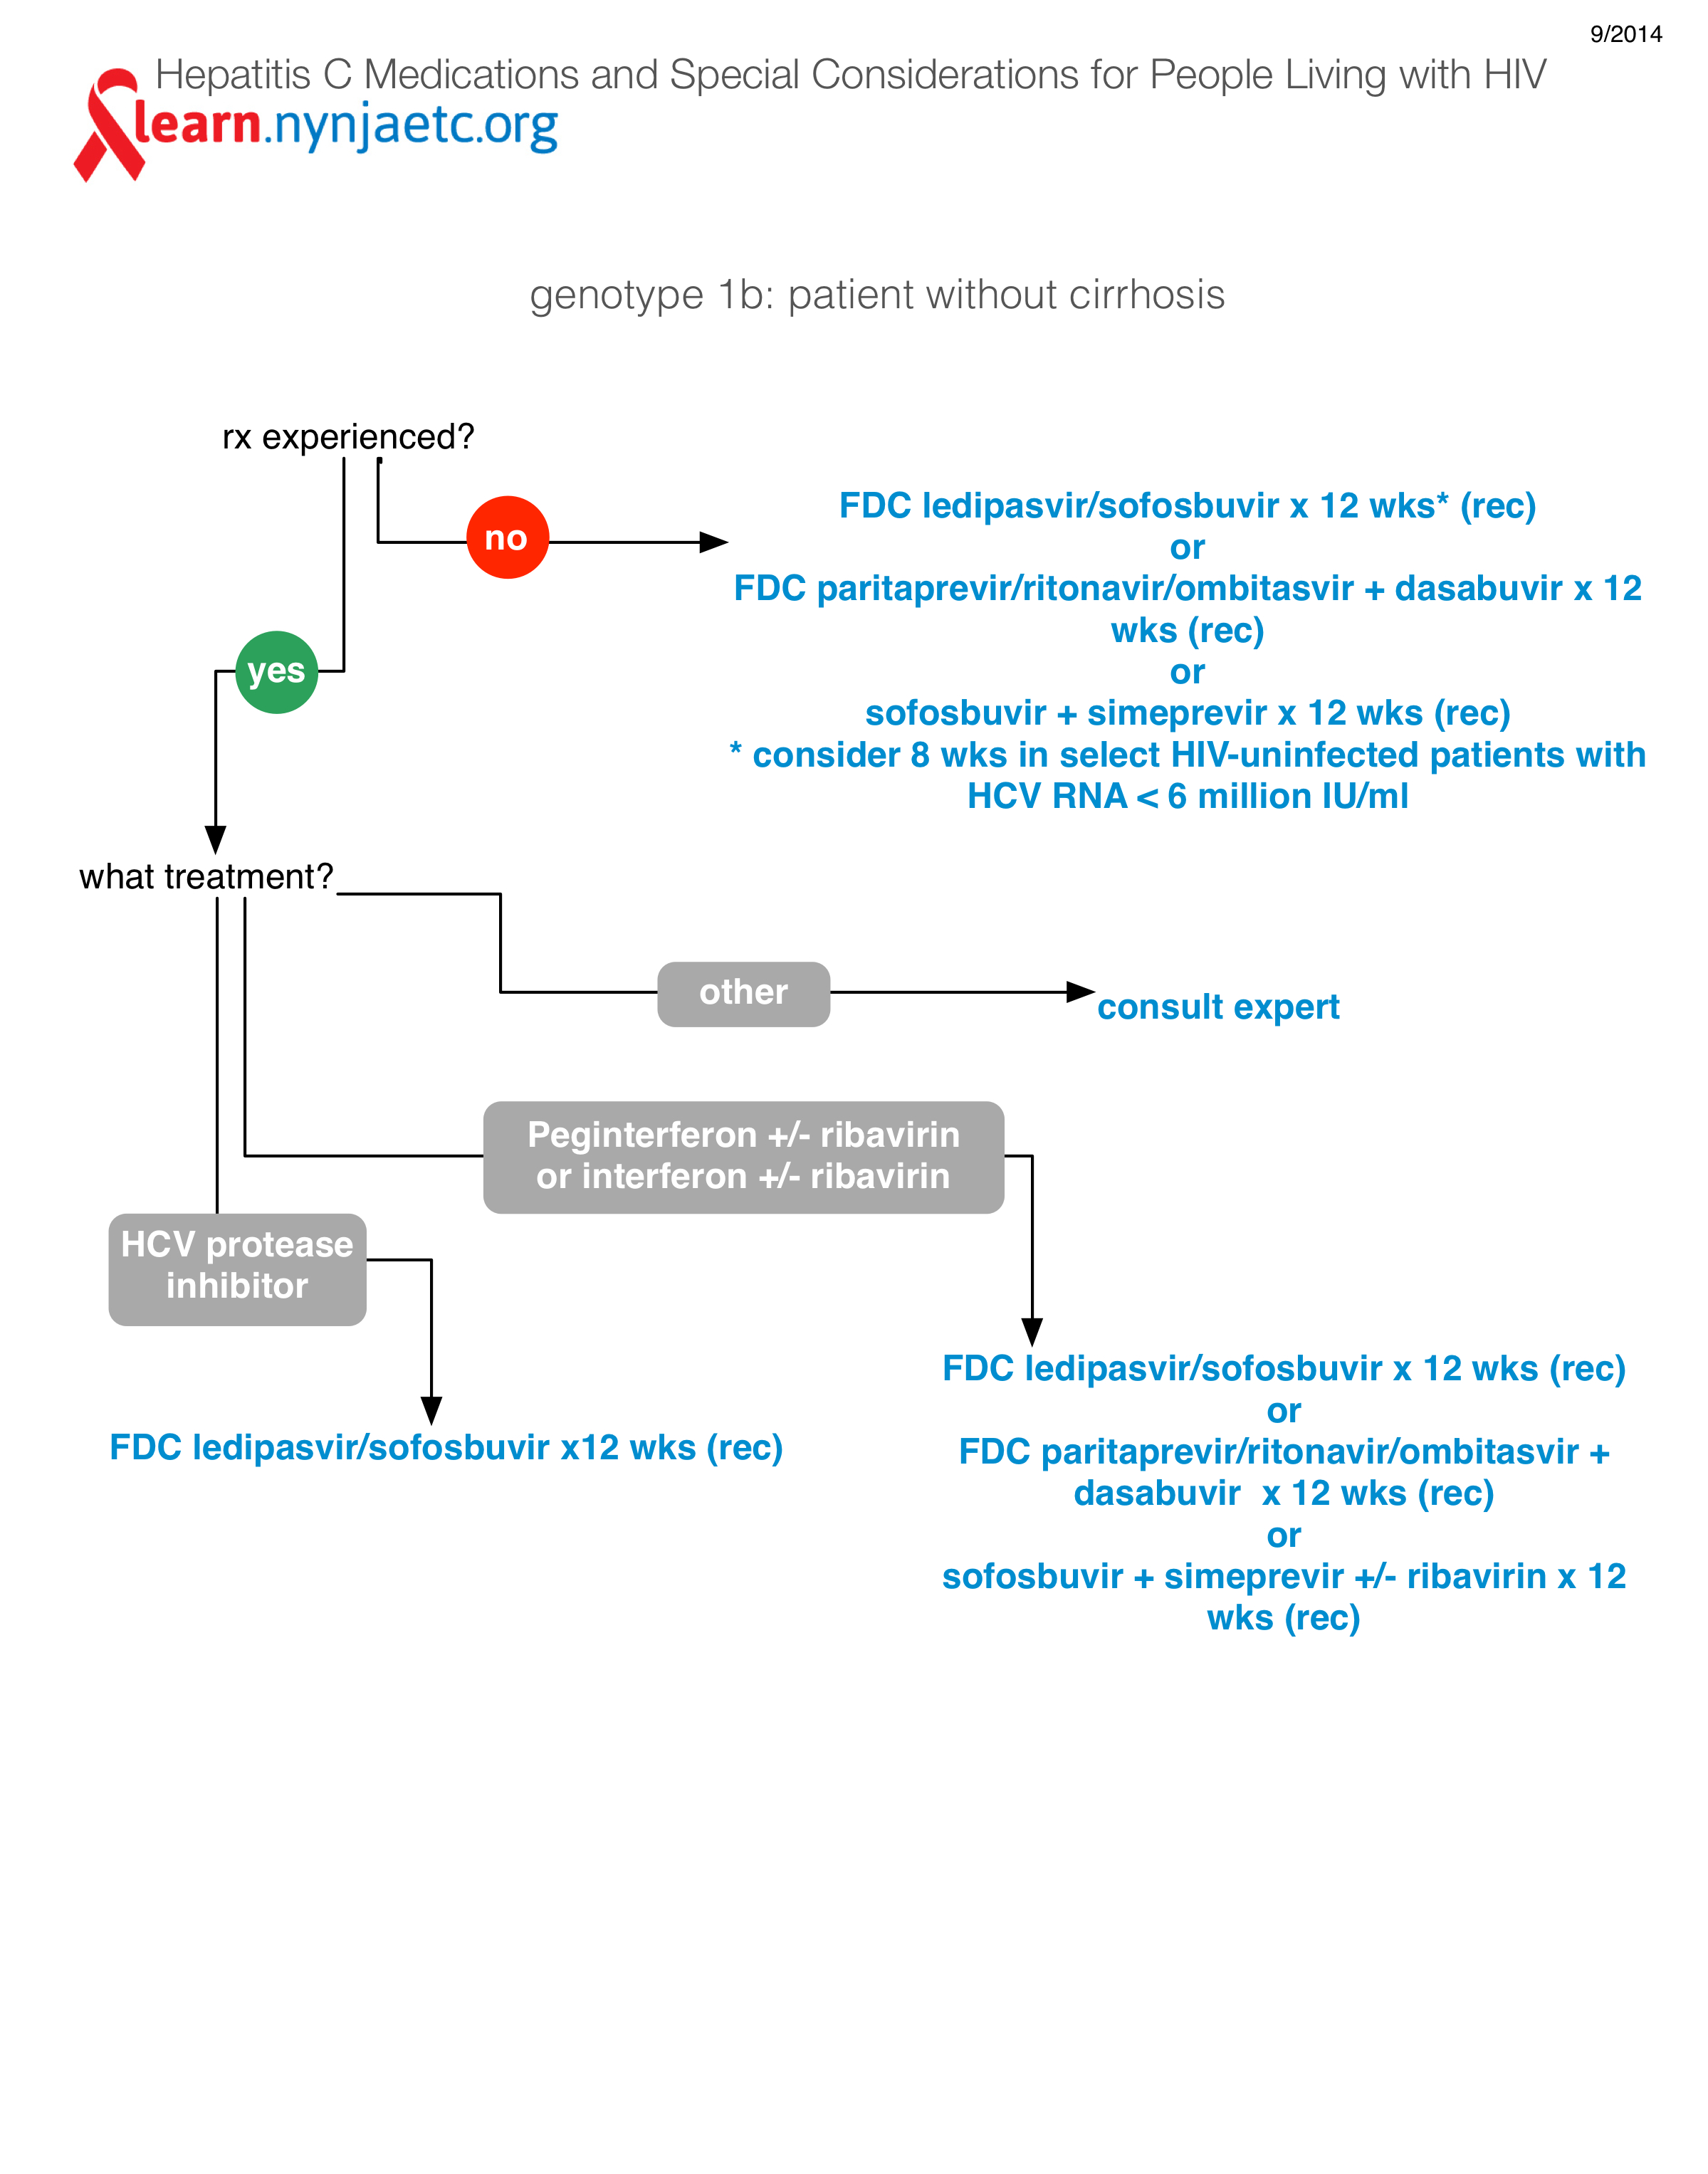 9/2014
Hepatitis C Medications and Special Considerations for People Living with HIV
learn.nynjaetc.org
genotype 1b: patient without cirrhosis
rx experienced?
no
FDC ledipasvir/sofosbuvir x 12 wks* (rec)
or
FDC paritaprevir/ritonavir/ombitasvir + dasabuvir x 12
wks (rec)
or
sofosbuvir + simeprevir x 12 wks (rec)
* consider 8 wks in select HIV-uninfected patients with
HCV RNA < 6 million IU/ml
yes
what treatment?
other
consult expert
Peginterferon +/- ribavirin
or interferon +/- ribavirin
HCV protease
inhibitor
FDC ledipasvir/sofosbuvir x12 wks (rec)
FDC ledipasvir/sofosbuvir x 12 wks (rec)
or
FDC paritaprevir/ritonavir/ombitasvir +
dasabuvir  x 12 wks (rec)
or
sofosbuvir + simeprevir +/- ribavirin x 12
wks (rec)